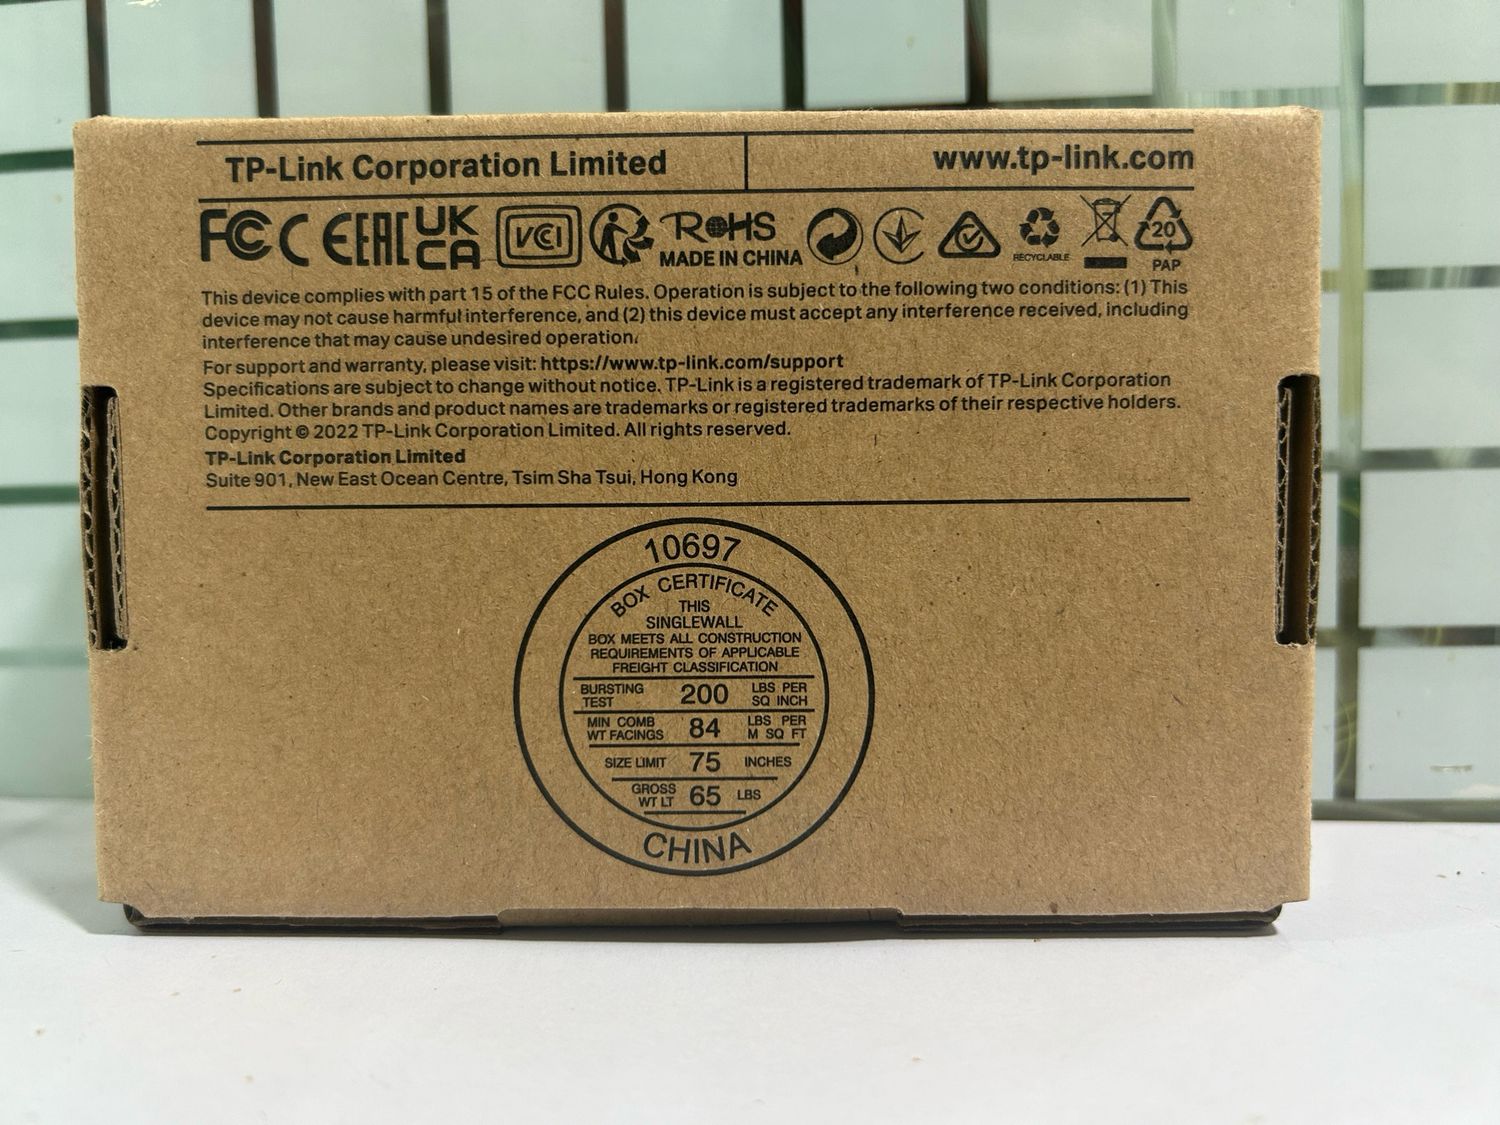 TP-Link Corporation Limited
www.tp-link.com
FC CE EAC UK CA VCCI RoHS
MADE IN CHINA
RECYCLABLE
20
PAP
This device complies with part 15 of the FCC Rules. Operation is subject to the following two conditions: (1) This
device may not cause harmful interference, and (2) this device must accept any interference received, including
interference that may cause undesired operation.
For support and warranty, please visit: https://www.tp-link.com/support
Specifications are subject to change without notice. TP-Link is a registered trademark of TP-Link Corporation
Limited. Other brands and product names are trademarks or registered trademarks of their respective holders.
Copyright © 2022 TP-Link Corporation Limited. All rights reserved.
TP-Link Corporation Limited
Suite 901, New East Ocean Centre, Tsim Sha Tsui, Hong Kong
10697
BOX CERTIFICATE
THIS
SINGLEWALL
BOX MEETS ALL CONSTRUCTION
REQUIREMENTS OF APPLICABLE
FREIGHT CLASSIFICATION
BURSTING TEST 200 LBS PER SQ INCH
MIN COMB WT FACINGS 84 LBS PER M SQ FT
SIZE LIMIT 75 INCHES
GROSS WT LT 65 LBS
CHINA